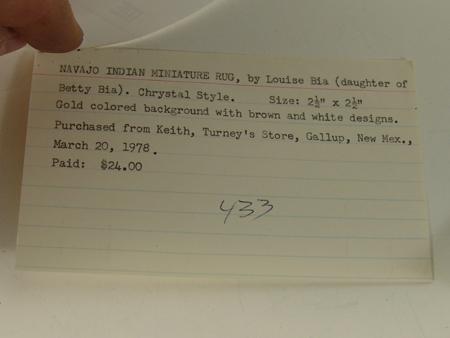 NAVAJO INDIAN MINIATURE RUG, by Louise Bia (daughter of
Betty Bia). Chrystal Style. Size: 2½" x 2½"
Gold colored background with brown and white designs.
Purchased from Keith, Turney's Store, Gallup, New Mex.,
March 20, 1978.
Paid: $24.00
433